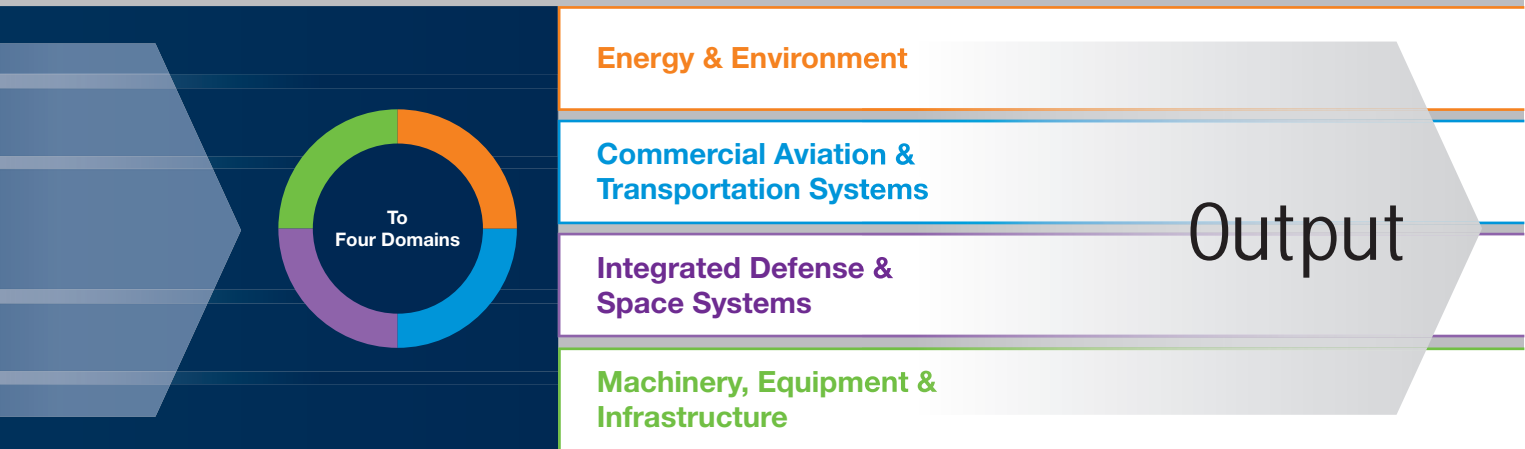 To
Four Domains
Energy & Environment
Commercial Aviation &
Transportation Systems
Integrated Defense &
Space Systems
Machinery, Equipment &
Infrastructure
Output